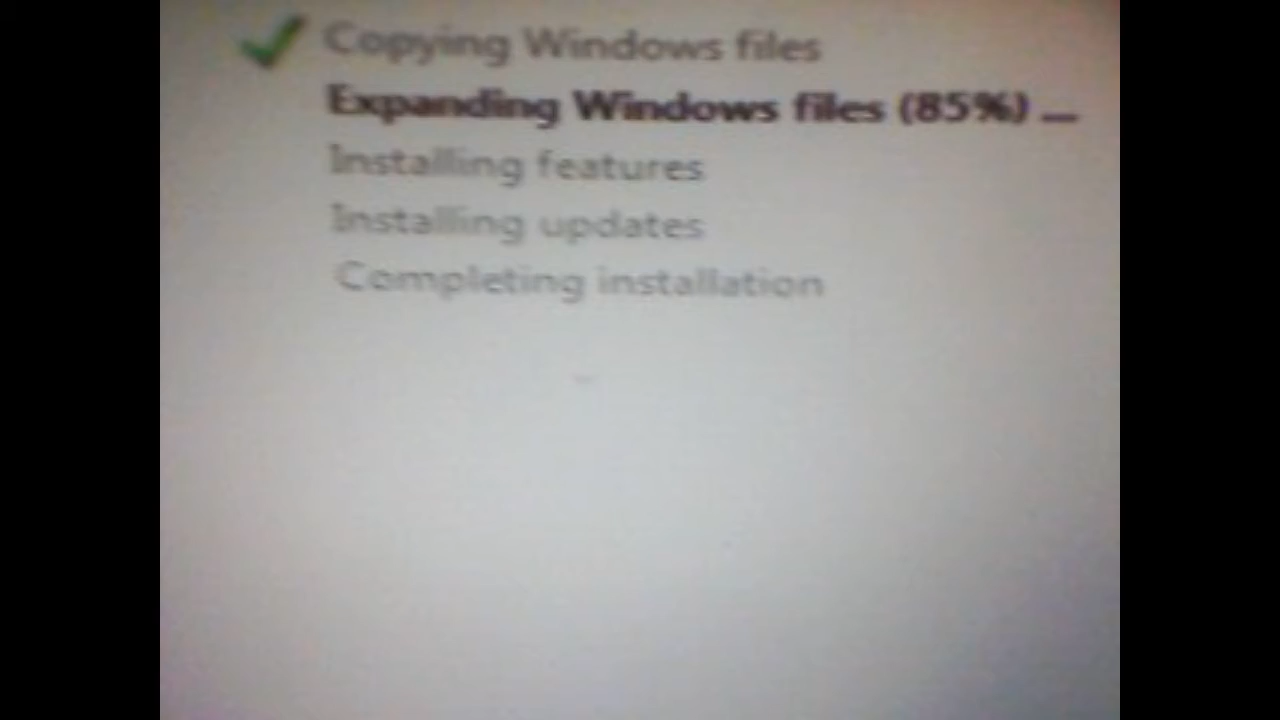 Copying Windows files
Expanding Windows files (85%) ...
Installing features
Installing updates
Completing installation